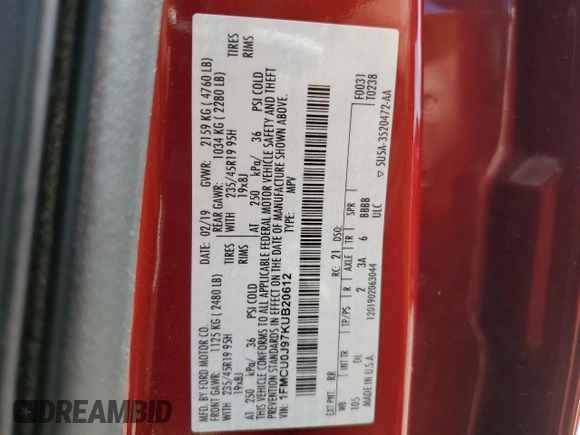 MFD. BY FORD MOTOR CO.
DATE: 02/19 GVWR: 2159 KG ( 4760 LB)
FRONT GAWR: 1125 KG ( 2480 LB) REAR GAWR: 1034 KG ( 2280 LB)
WITH 235/45R19 95H TIRES WITH 235/45R19 95H TIRES
19x8J RIMS 19x8J RIMS
AT 250 kPa/ 36 PSI COLD AT 250 kPa/ 36 PSI COLD
THIS VEHICLE CONFORMS TO ALL APPLICABLE FEDERAL MOTOR VEHICLE SAFETY AND THEFT
PREVENTION STANDARDS IN EFFECT ON THE DATE OF MANUFACTURE SHOWN ABOVE.
VIN: 1FMCU0J97KUB20612 TYPE: MPV
F0031
T0238
EXT PNT: RR RC: 21 DSO:
WB INT TR TP/PS R AXLE TR SPR
105 DL 2 3A 6 BBBB
MADE IN U.S.A. 1201902063044 ULC
▽ 5U5A-3520472-AA
DREAMBID